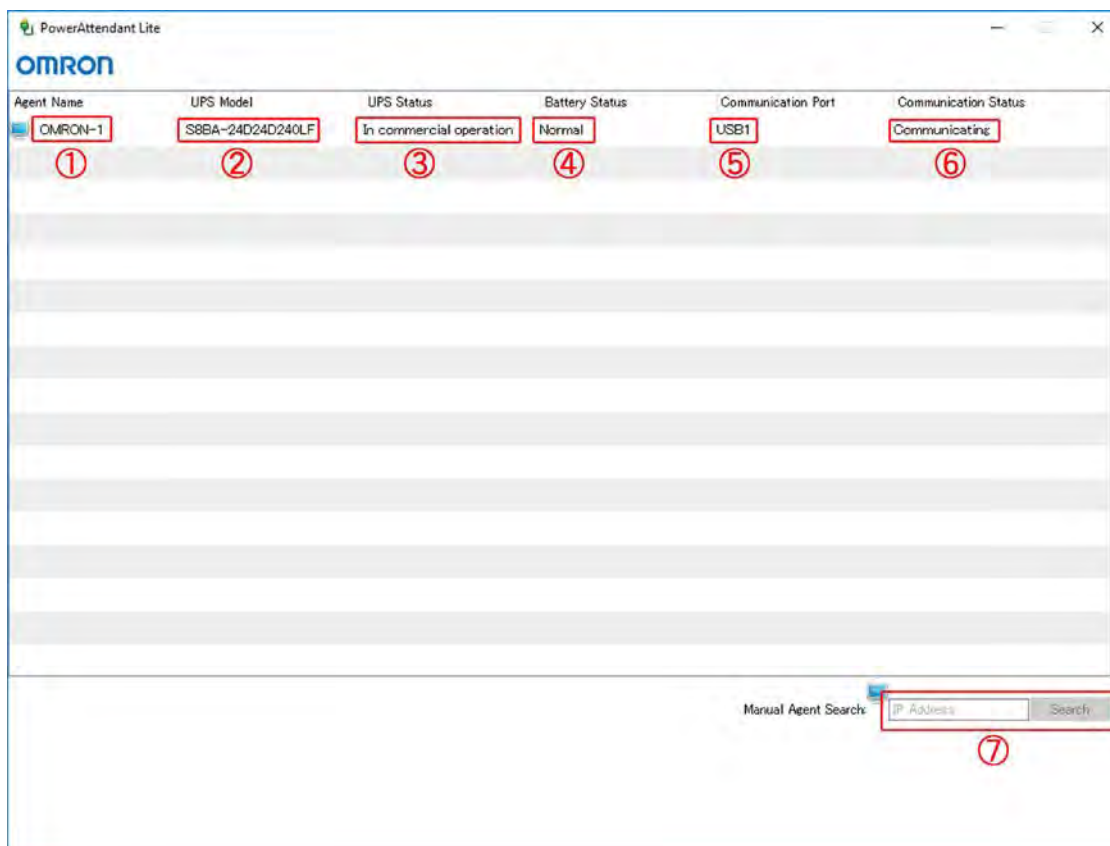 PowerAttendant Lite
OMRON
Agent Name UPS Model UPS Status Battery Status Communication Port Communication Status
OMRON-1 S8BA-24D24D240LF In commercial operation Normal USB1 Communicating
① ② ③ ④ ⑤ ⑥
Manual Agent Search: IP Address Search
⑦